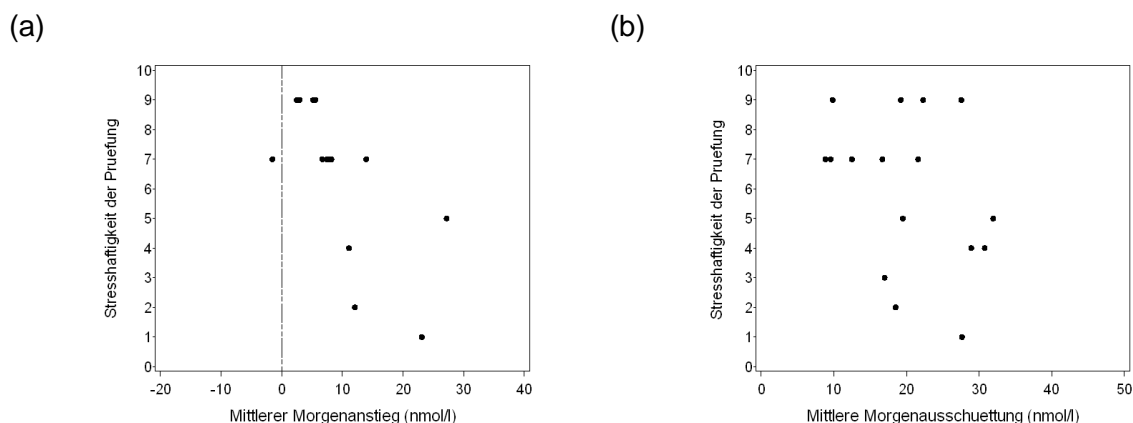 (a)
(b)
10
9
8
7
6
5
4
3
2
1
0
Stresshaftigkeit der Pruefung
-20 -10 0 10 20 30 40
Mittlerer Morgenanstieg (nmol/l)
10
9
8
7
6
5
4
3
2
1
0
Stresshaftigkeit der Pruefung
0 10 20 30 40 50
Mittlere Morgenausschuettung (nmol/l)